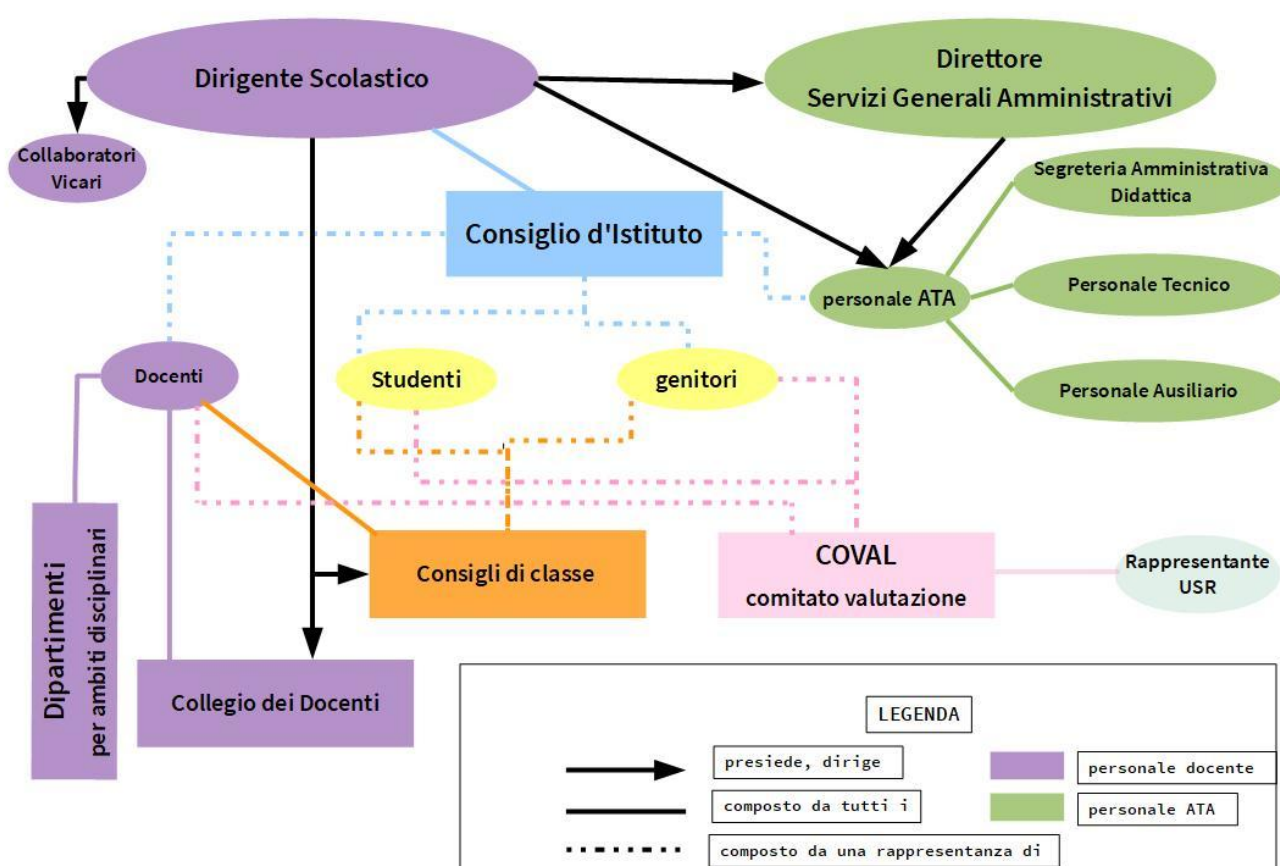 Dirigente Scolastico
Direttore
Servizi Generali Amministrativi
Collaboratori
Vicari
Segreteria Amministrativa
Didattica
Consiglio d'Istituto
personale ATA
Personale Tecnico
Docenti
Studenti
genitori
Personale Ausiliario
Dipartimenti
per ambiti disciplinari
Consigli di classe
COVAL
comitato valutazione
Rappresentante
USR
Collegio dei Docenti
LEGENDA
presiede, dirige
personale docente
composto da tutti i
personale ATA
composto da una rappresentanza di